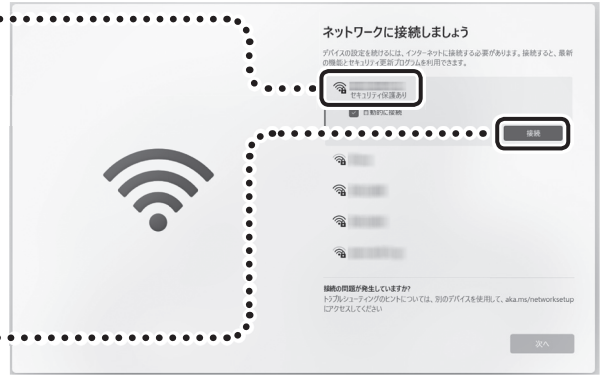 ネットワークに接続しましょう
デバイスの設定を続けるには、インターネットに接続する必要があります。接続すると、最新
の機能とセキュリティ更新プログラムを利用できます。
セキュリティ保護あり
自動的に接続
接続
接続の問題が発生していますか?
トラブルシューティングのヒントについては、別のデバイスを使用して、aka.ms/networksetup
にアクセスしてください
次へ